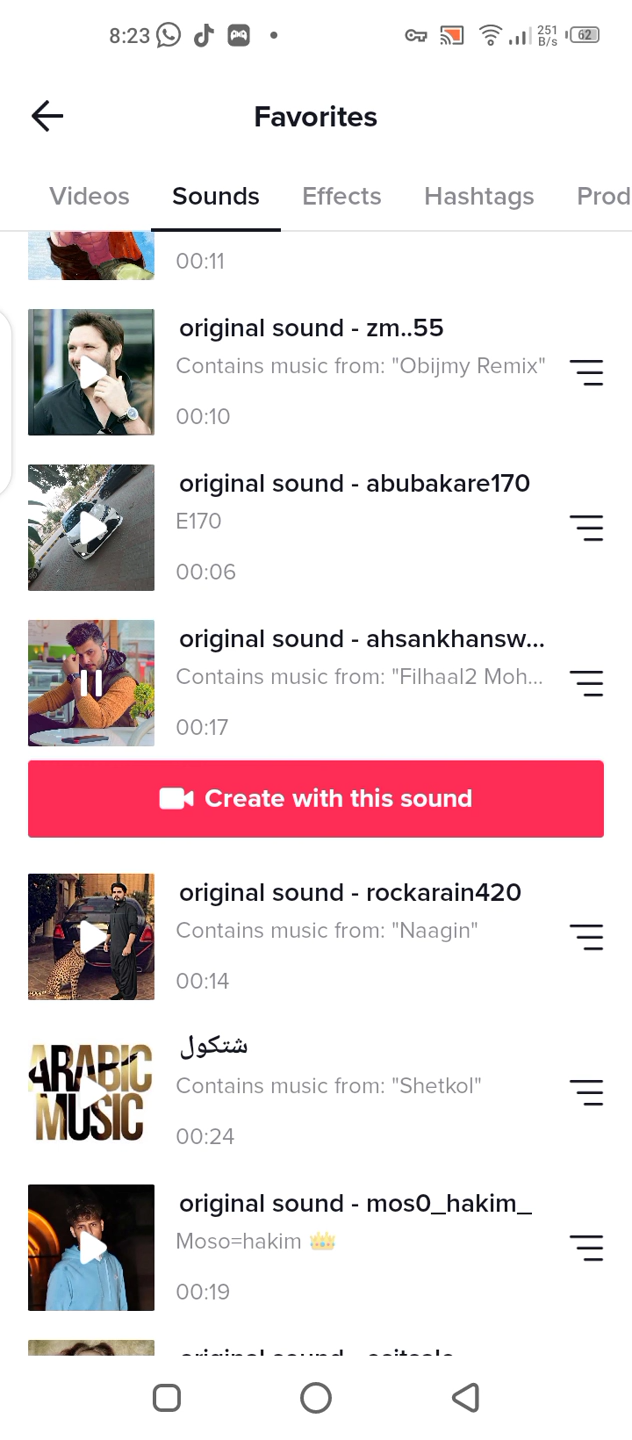 8:23
251
B/s
62
Favorites
Videos
Sounds
Effects
Hashtags
Prod
00:11
original sound - zm..55
Contains music from: "Obijmy Remix"
00:10
original sound - abubakare170
E170
00:06
original sound - ahsankhansw...
Contains music from: "Filhaal2 Moh...
00:17
Create with this sound
original sound - rockarain420
Contains music from: "Naagin"
00:14
شتكول
ARABIC
MUSIC
Contains music from: "Shetkol"
00:24
original sound - mos0_hakim_
Moso=hakim 👑
00:19
original sound -